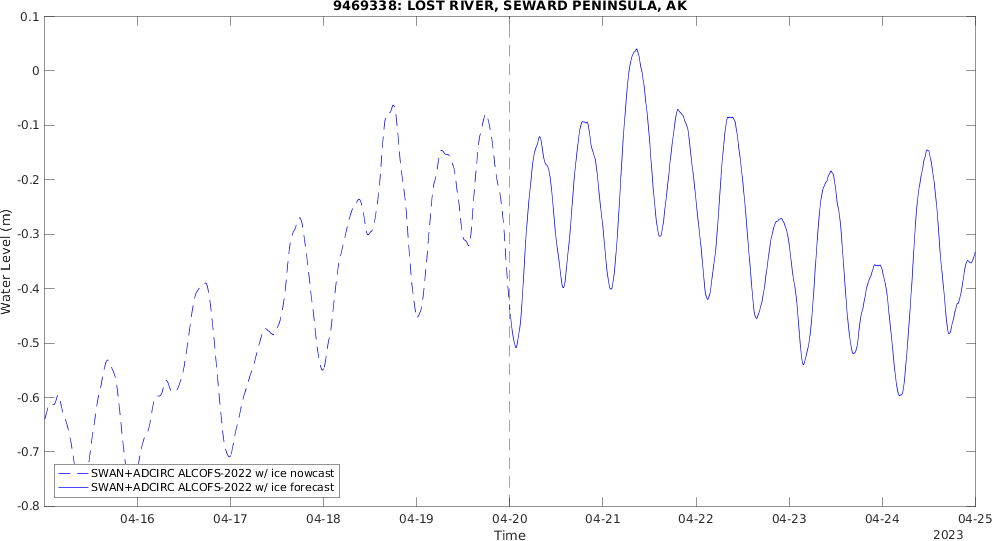 9469338: LOST RIVER, SEWARD PENINSULA, AK
0.1
0
-0.1
-0.2
-0.3
-0.4
-0.5
-0.6
-0.7
-0.8
Water Level (m)
SWAN+ADCIRC ALCOFS-2022 w/ ice nowcast
SWAN+ADCIRC ALCOFS-2022 w/ ice forecast
04-16 04-17 04-18 04-19 04-20 04-21 04-22 04-23 04-24 04-25
Time
2023